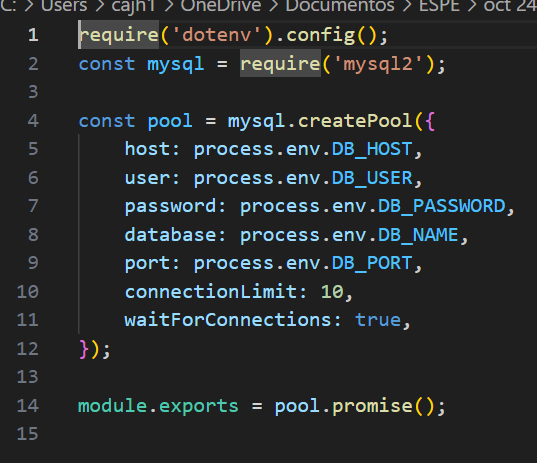 C: > Users > cajh1 > OneDrive > Documentos > ESPE > oct 24
1 require('dotenv').config();
2 const mysql = require('mysql2');
3
4 const pool = mysql.createPool({
5     host: process.env.DB_HOST,
6     user: process.env.DB_USER,
7     password: process.env.DB_PASSWORD,
8     database: process.env.DB_NAME,
9     port: process.env.DB_PORT,
10     connectionLimit: 10,
11     waitForConnections: true,
12 });
13
14 module.exports = pool.promise();
15